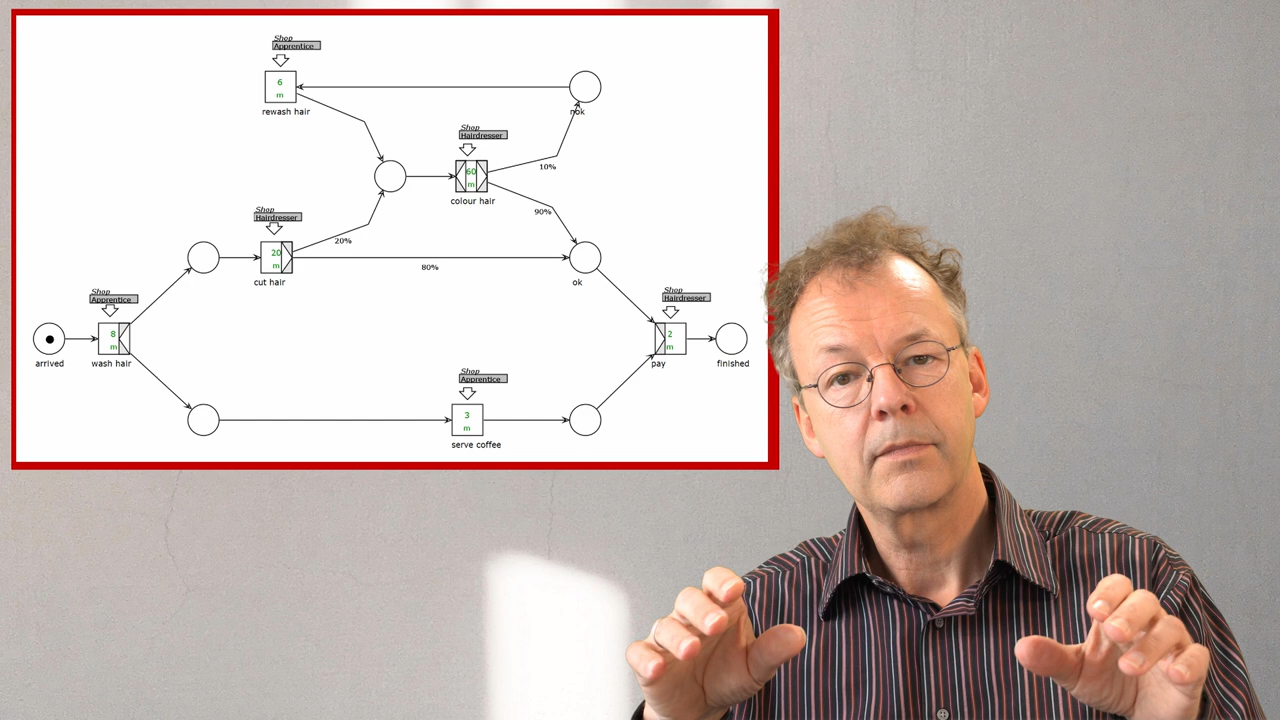 Shop
Apprentice
6
m
rewash hair
nok
Shop
Hairdresser
60
m
colour hair
10%
90%
Shop
Hairdresser
20
m
cut hair
20%
80%
ok
Shop
Apprentice
8
m
arrived
wash hair
Shop
Hairdresser
2
m
pay
finished
Shop
Apprentice
3
m
serve coffee